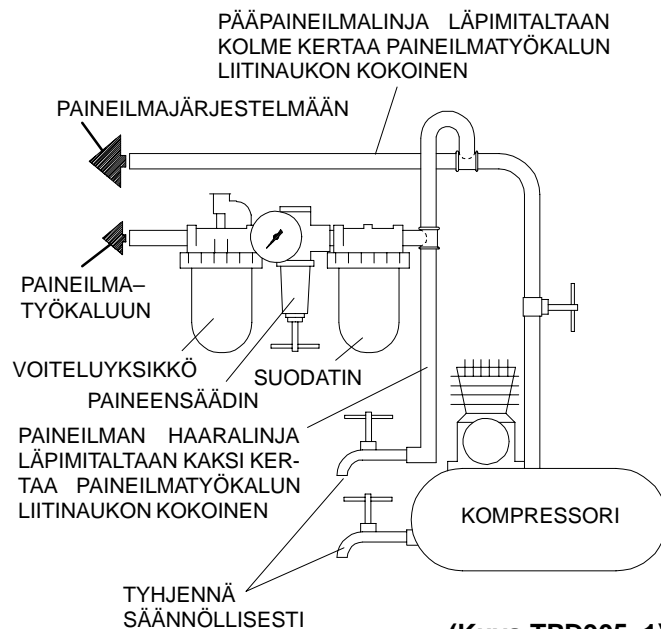 PÄÄPAINEILMALINJA LÄPIMITALTAAN
KOLME KERTAA PAINEILMATYÖKALUN
LIITINAUKON KOKOINEN
PAINEILMAJÄRJESTELMÄÄN
PAINEILMA–
TYÖKALUUN
VOITELUYKSIKKÖ
PAINEENSÄÄDIN
SUODATIN
PAINEILMAN HAARALINJA
LÄPIMITALTAAN KAKSI KER-
TAA PAINEILMATYÖKALUN
LIITINAUKON KOKOINEN
KOMPRESSORI
TYHJENNÄ
SÄÄNNÖLLISESTI